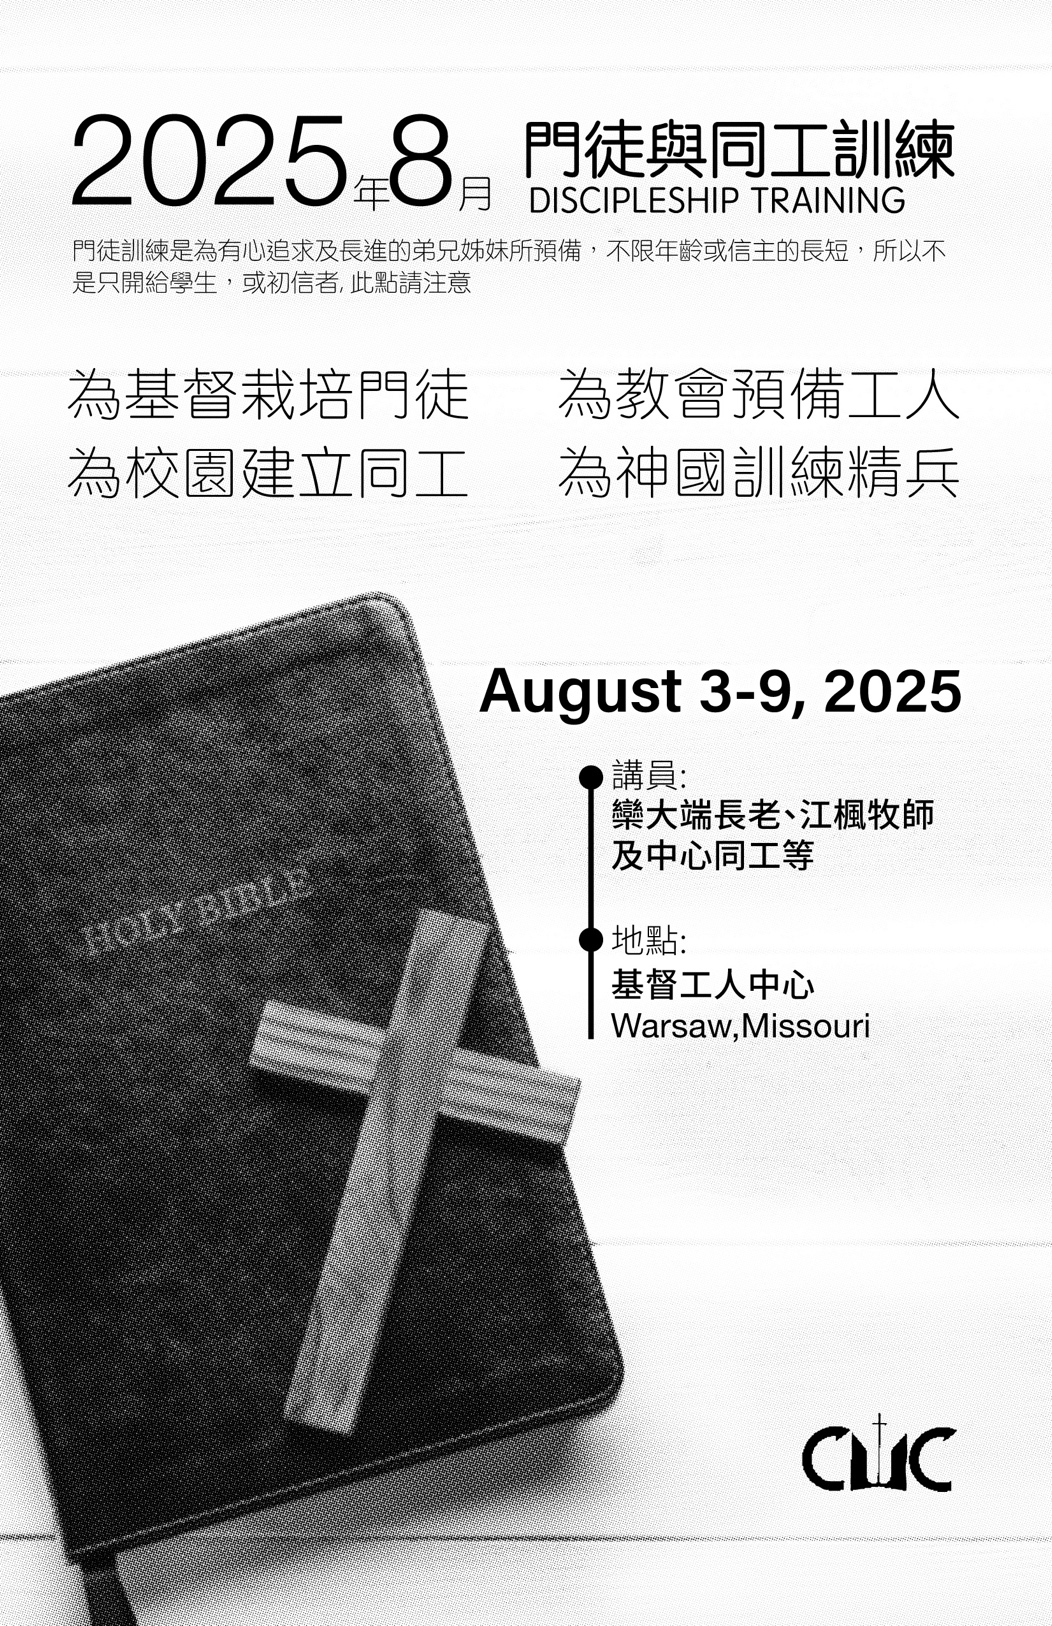 2025年8月 門徒與同工訓練
DISCIPLESHIP TRAINING
門徒訓練是為有心追求及長進的弟兄姊妹所預備，不限年齡或信主的長短，所以不
是只開給學生，或初信者, 此點請注意
為基督栽培門徒 為教會預備工人
為校園建立同工 為神國訓練精兵
August 3-9, 2025
講員:
欒大端長老、江楓牧師
及中心同工等
地點:
基督工人中心
Warsaw,Missouri
HOLY BIBLE
CWC